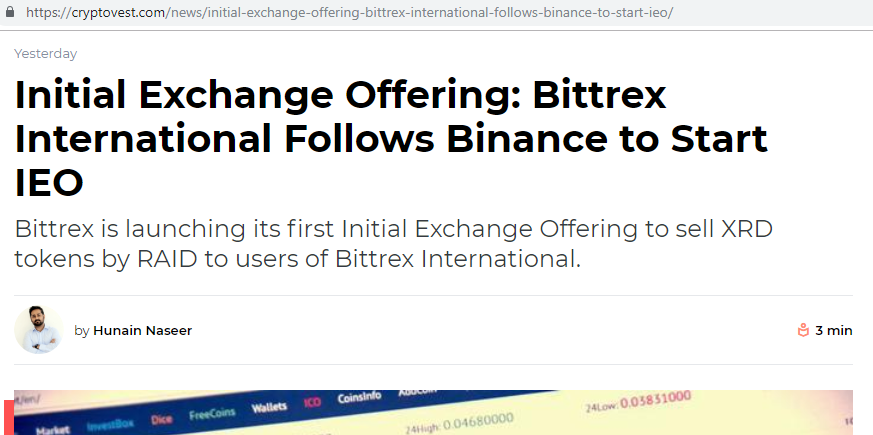 https://cryptovest.com/news/initial-exchange-offering-bittrex-international-follows-binance-to-start-ieo/
Yesterday
Initial Exchange Offering: Bittrex
International Follows Binance to Start
IEO
Bittrex is launching its first Initial Exchange Offering to sell XRD
tokens by RAID to users of Bittrex International.
by Hunain Naseer
3 min
Market InvestBox Dice FreeCoins Wallets ICO CoinsInfo
24High: 0.04680000
24Low: 0.03831000